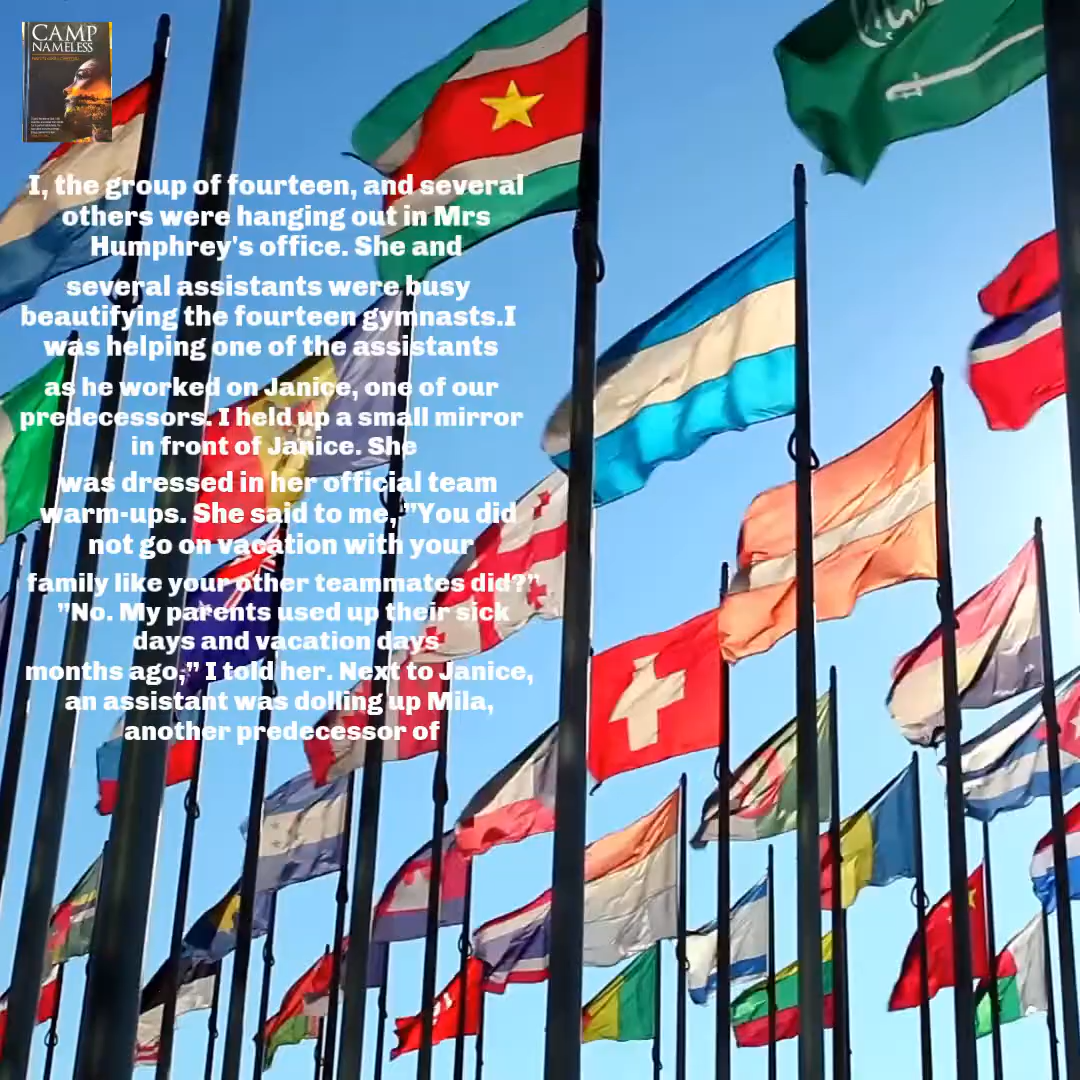 CAMP
NAMELESS
I, the group of fourteen, and several
others were hanging out in Mrs
Humphrey's office. She and
several assistants were busy
beautifying the fourteen gymnasts.I
was helping one of the assistants
as he worked on Janice, one of our
predecessors. I held up a small mirror
in front of Janice. She
was dressed in her official team
warm-ups. She said to me, "You did
not go on vacation with your
family like your other teammates did?"
"No. My parents used up their sick
days and vacation days
months ago," I told her. Next to Janice,
an assistant was dolling up Mila,
another predecessor of